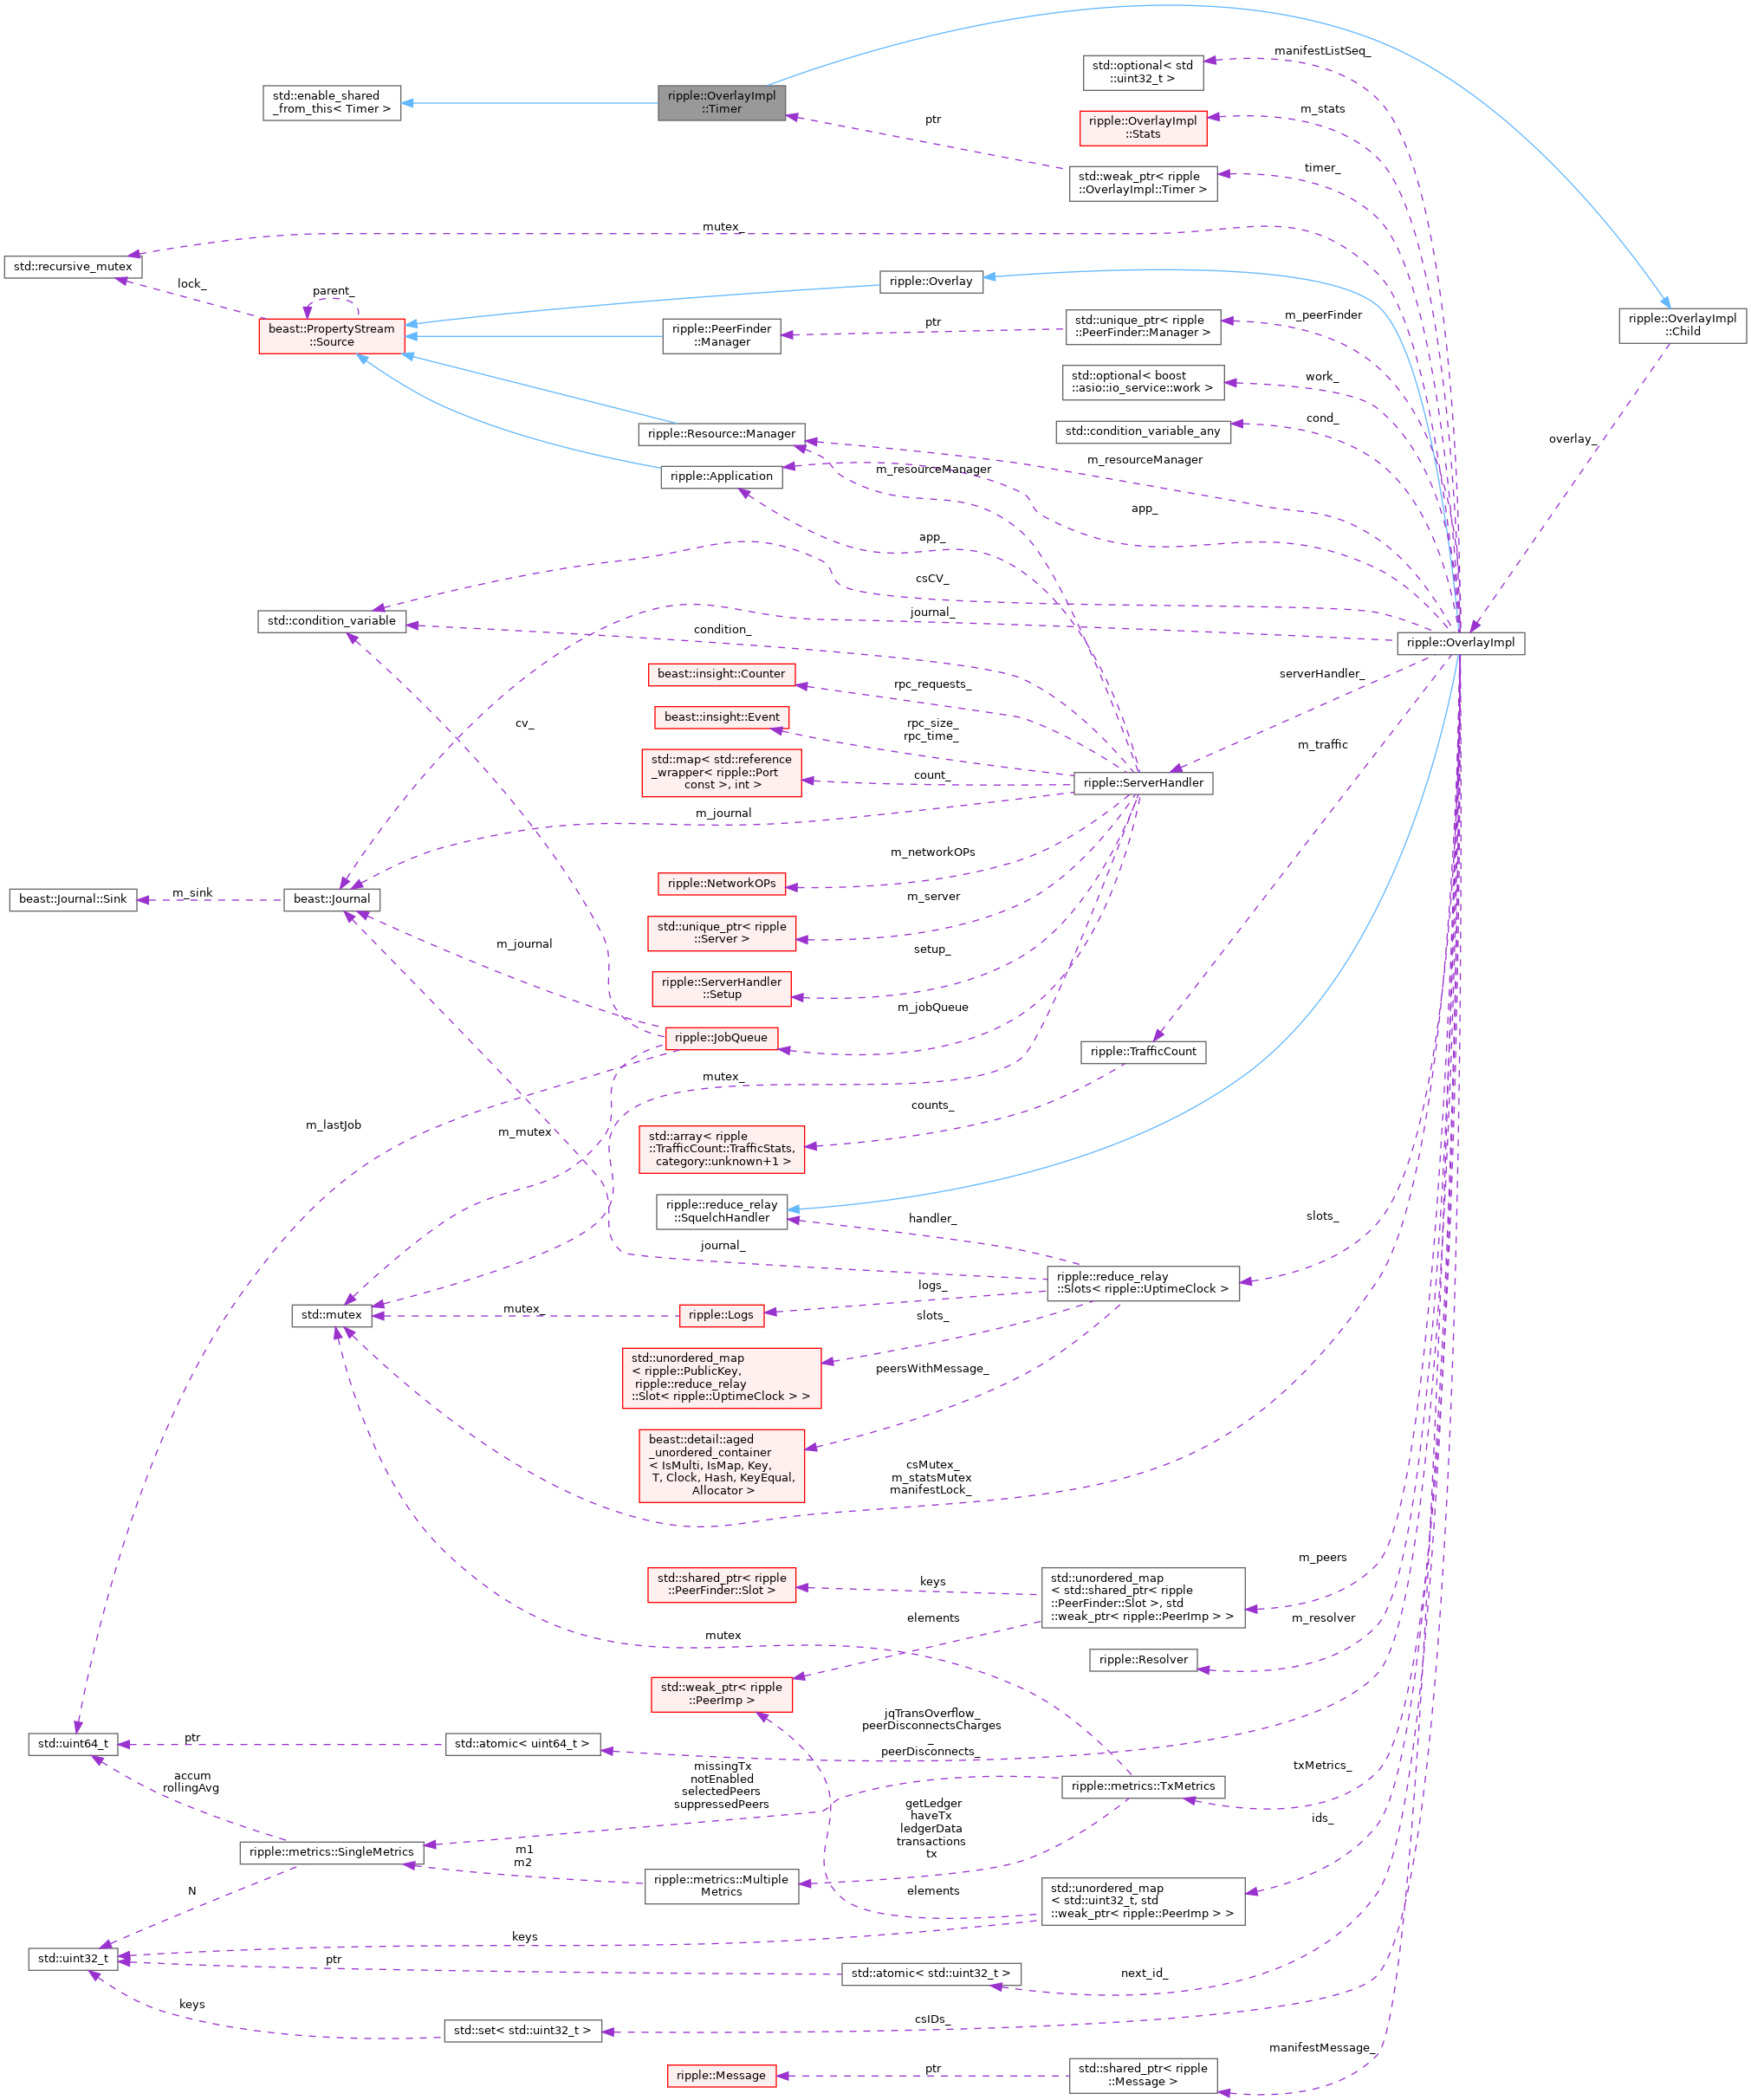 manifestListSeq_
std::optional< std
::uint32_t >
std::enable_shared
_from_this< Timer >
ripple::OverlayImpl
::Timer
m_stats
ripple::OverlayImpl
::Stats
ptr
timer_
std::weak_ptr< ripple
::OverlayImpl::Timer >
mutex_
std::recursive_mutex
lock_
parent_
ripple::Overlay
beast::PropertyStream
::Source
ripple::PeerFinder
::Manager
ptr
std::unique_ptr< ripple
::PeerFinder::Manager >
m_peerFinder
ripple::OverlayImpl
::Child
std::optional< boost
::asio::io_service::work >
work_
cond_
std::condition_variable_any
ripple::Resource::Manager
overlay_
m_resourceManager
m_resourceManager
ripple::Application
app_
app_
csCV_
journal_
std::condition_variable
condition_
ripple::OverlayImpl
beast::insight::Counter
rpc_requests_
serverHandler_
beast::insight::Event
rpc_size_
rpc_time_
cv_
m_traffic
std::map< std::reference
_wrapper< ripple::Port
const >, int >
count_
ripple::ServerHandler
m_journal
m_networkOPs
ripple::NetworkOPs
beast::Journal::Sink
m_sink
beast::Journal
m_server
std::unique_ptr< ripple
::Server >
m_journal
setup_
ripple::ServerHandler
::Setup
m_jobQueue
ripple::JobQueue
ripple::TrafficCount
mutex_
counts_
m_lastJob
m_mutex
std::array< ripple
::TrafficCount::TrafficStats,
category::unknown+1 >
ripple::reduce_relay
::SquelchHandler
handler_
slots_
journal_
ripple::reduce_relay
::Slots< ripple::UptimeClock >
logs_
std::mutex
mutex_
ripple::Logs
slots_
std::unordered_map
< ripple::PublicKey,
ripple::reduce_relay
::Slot< ripple::UptimeClock > >
peersWithMessage_
beast::detail::aged
_unordered_container
< IsMulti, IsMap, Key,
T, Clock, Hash, KeyEqual,
Allocator >
csMutex_
m_statsMutex
manifestLock_
m_peers
std::shared_ptr< ripple
::PeerFinder::Slot >
keys
std::unordered_map
< std::shared_ptr< ripple
::PeerFinder::Slot >, std
::weak_ptr< ripple::PeerImp > >
elements
m_resolver
mutex
ripple::Resolver
std::weak_ptr< ripple
::PeerImp >
jqTransOverflow_
peerDisconnectsCharges
_
peerDisconnects_
std::uint64_t
ptr
std::atomic< uint64_t >
txMetrics_
accum
rollingAvg
missingTx
notEnabled
selectedPeers
suppressedPeers
ripple::metrics::TxMetrics
getLedger
haveTx
ledgerData
transactions
tx
ids_
ripple::metrics::SingleMetrics
m1
m2
ripple::metrics::Multiple
Metrics
N
elements
std::unordered_map
< std::uint32_t, std
::weak_ptr< ripple::PeerImp > >
keys
std::uint32_t
ptr
std::atomic< std::uint32_t >
next_id_
keys
std::set< std::uint32_t >
csIDs_
manifestMessage_
ripple::Message
ptr
std::shared_ptr< ripple
::Message >